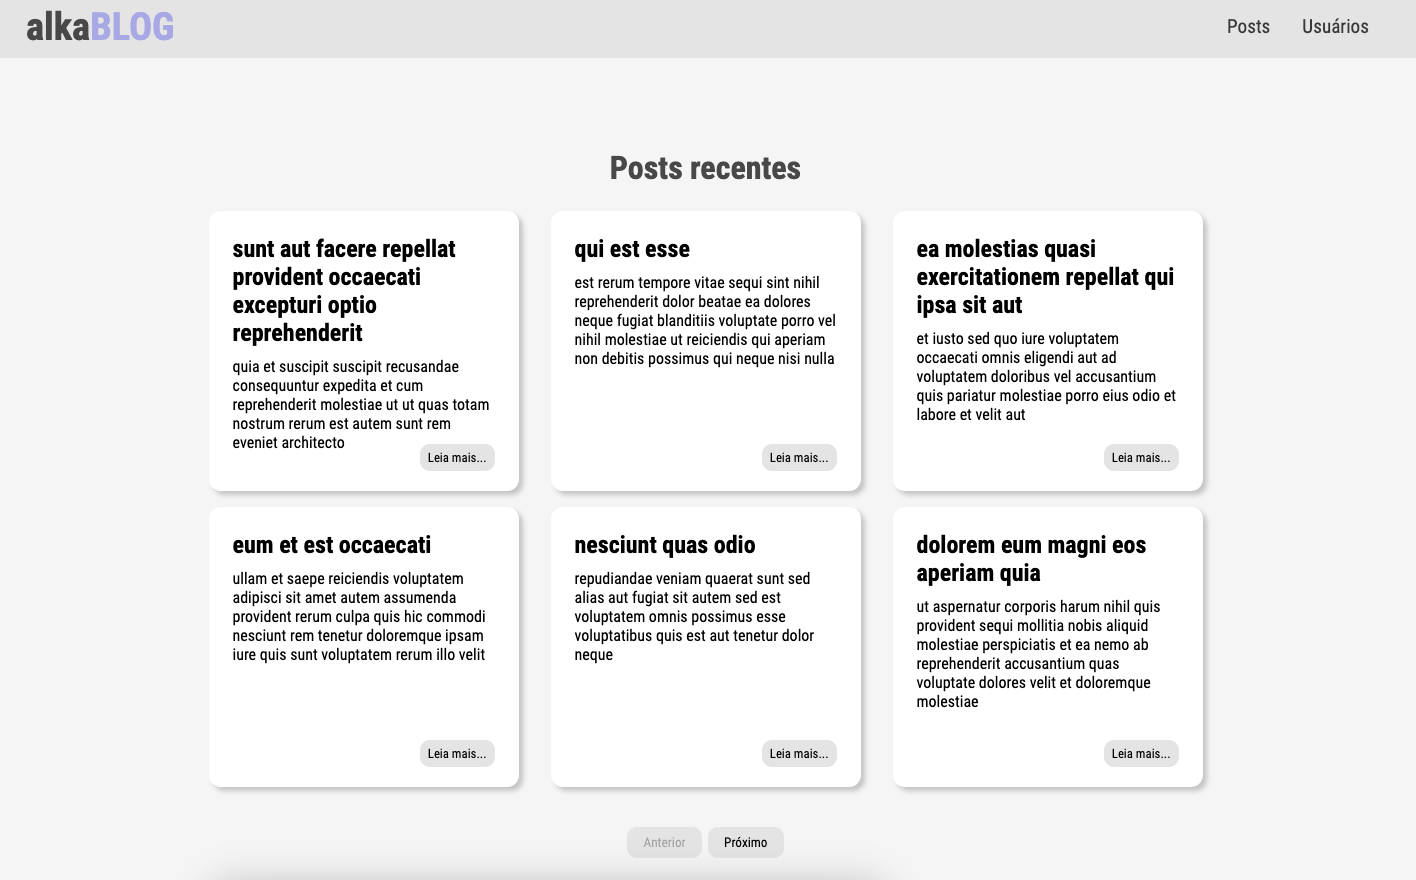 alkaBLOG
Posts
Usuários
Posts recentes
sunt aut facere repellat
provident occaecati
excepturi optio
reprehenderit
quia et suscipit suscipit recusandae
consequuntur expedita et cum
reprehenderit molestiae ut ut quas totam
nostrum rerum est autem sunt rem
eveniet architecto
Leia mais...
qui est esse
est rerum tempore vitae sequi sint nihil
reprehenderit dolor beatae ea dolores
neque fugiat blanditiis voluptate porro vel
nihil molestiae ut reiciendis qui aperiam
non debitis possimus qui neque nisi nulla
Leia mais...
ea molestias quasi
exercitationem repellat qui
ipsa sit aut
et iusto sed quo iure voluptatem
occaecati omnis eligendi aut ad
voluptatem doloribus vel accusantium
quis pariatur molestiae porro eius odio et
labore et velit aut
Leia mais...
eum et est occaecati
ullam et saepe reiciendis voluptatem
adipisci sit amet autem assumenda
provident rerum culpa quis hic commodi
nesciunt rem tenetur doloremque ipsam
iure quis sunt voluptatem rerum illo velit
Leia mais...
nesciunt quas odio
repudiandae veniam quaerat sunt sed
alias aut fugiat sit autem sed est
voluptatem omnis possimus esse
voluptatibus quis est aut tenetur dolor
neque
Leia mais...
dolorem eum magni eos
aperiam quia
ut aspernatur corporis harum nihil quis
provident sequi mollitia nobis aliquid
molestiae perspiciatis et ea nemo ab
reprehenderit accusantium quas
voluptate dolores velit et doloremque
molestiae
Leia mais...
Anterior
Próximo